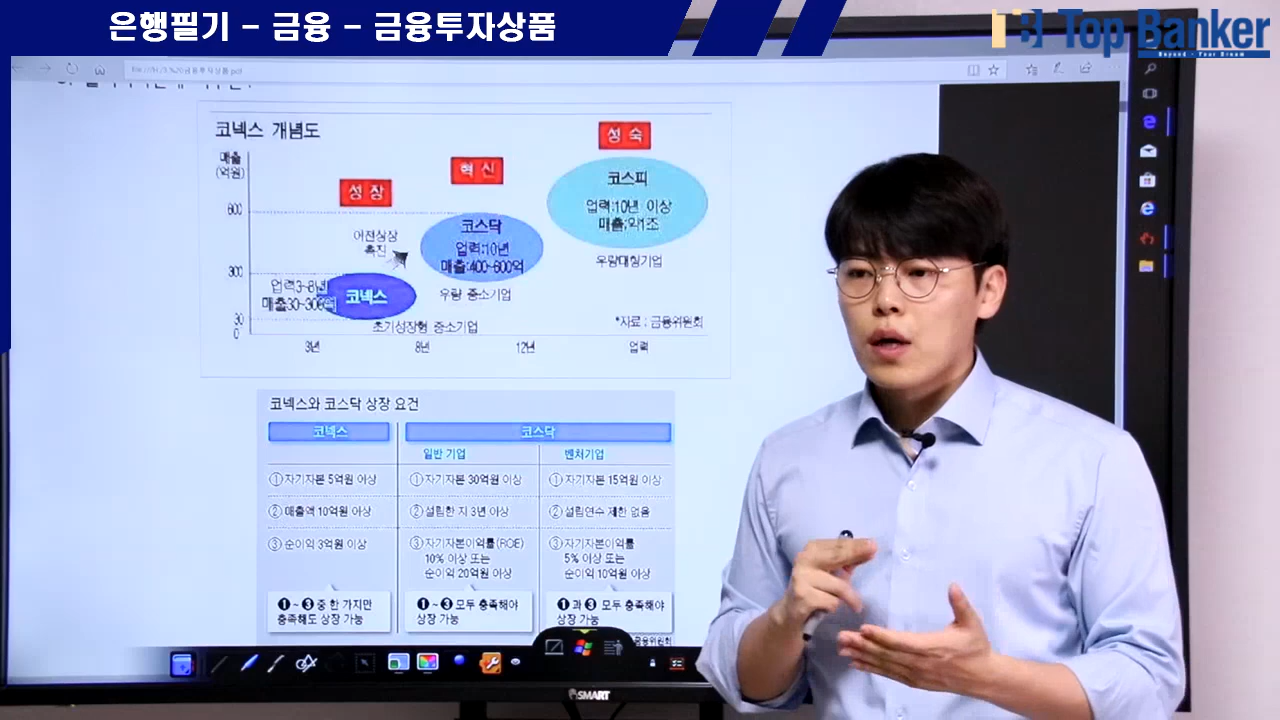 은행필기 - 금융 - 금융투자상품
Top Banker
Beyond - Your Dream
코넥스 개념도
매출
(억원)
성 장
혁 신
성 숙
코스피
업력:10년 이상
매출:약1조
우량대형기업
코스닥
업력:10년
매출:400~600억
우량 중소기업
어진성장
촉진
업력3~8년
매출30~300억
코넥스
초기성장형 중소기업
600
300
30
0
3년
8년
12년
업력
*자료 : 금융위원회
코넥스와 코스닥 상장 요건
코넥스
코스닥
일반 기업
벤처기업
①자기자본 5억원 이상
①자기자본 30억원 이상
①자기자본 15억원 이상
②매출액 10억원 이상
②설립한 지 3년 이상
②설립연수 제한 없음
③순이익 3억원 이상
③자기자본이익률(ROE)
10% 이상 또는
순이익 20억원 이상
③자기자본이익률
5% 이상 또는
순이익 10억원 이상
❶~❸ 중 한 가지만
충족해도 상장 가능
❶~❸ 모두 충족해야
상장 가능
❶과 ❸ 모두 충족해야
상장 가능
금융위원회
SMART